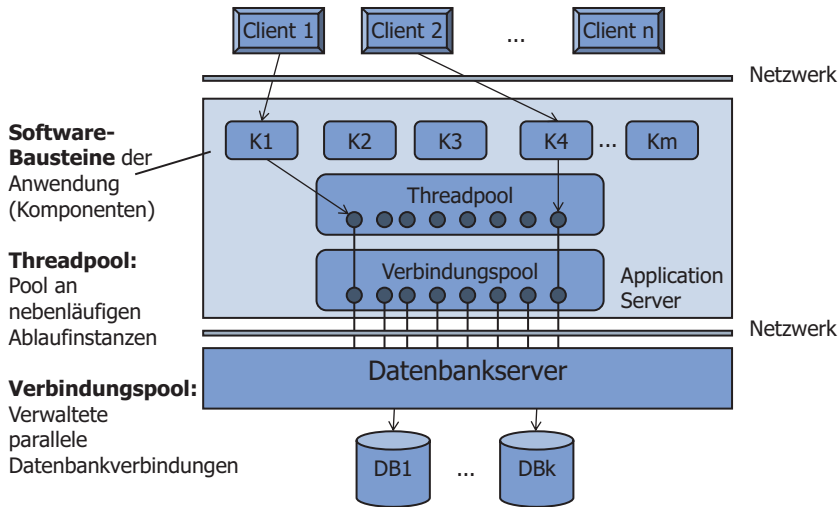 Client 1
Client 2
...
Client n
Netzwerk
Software-
Bausteine der
Anwendung
(Komponenten)
K1
K2
K3
K4
...
Km
Threadpool
Threadpool:
Pool an
nebenläufigen
Ablaufinstanzen
Verbindungspool
Application
Server
Netzwerk
Verbindungspool:
Verwaltete
parallele
Datenbankverbindungen
Datenbankserver
DB1
...
DBk